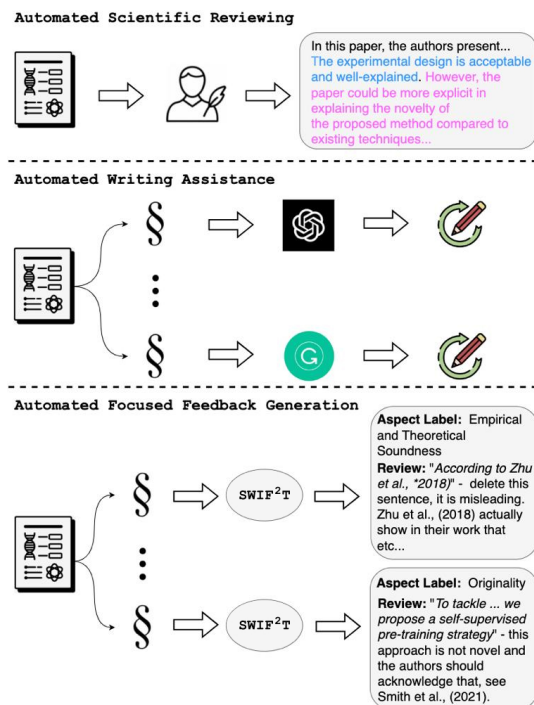 Automated Scientific Reviewing
In this paper, the authors present...
The experimental design is acceptable
and well-explained. However, the
paper could be more explicit in
explaining the novelty of
the proposed method compared to
existing techniques...
Automated Writing Assistance
§
§
Automated Focused Feedback Generation
§
SWIF²T
Aspect Label: Empirical
and Theoretical
Soundness
Review: "According to Zhu
et al., *2018)" - delete this
sentence, it is misleading.
Zhu et al., (2018) actually
show in their work that
etc...
§
SWIF²T
Aspect Label: Originality
Review: "To tackle ... we
propose a self-supervised
pre-training strategy" - this
approach is not novel and
the authors should
acknowledge that, see
Smith et al., (2021).